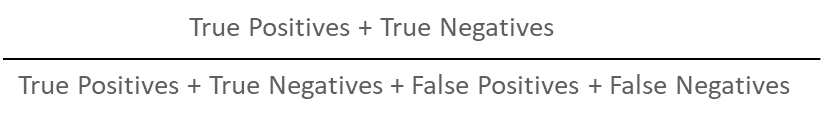 True Positives + True Negatives
True Positives + True Negatives + False Positives + False Negatives